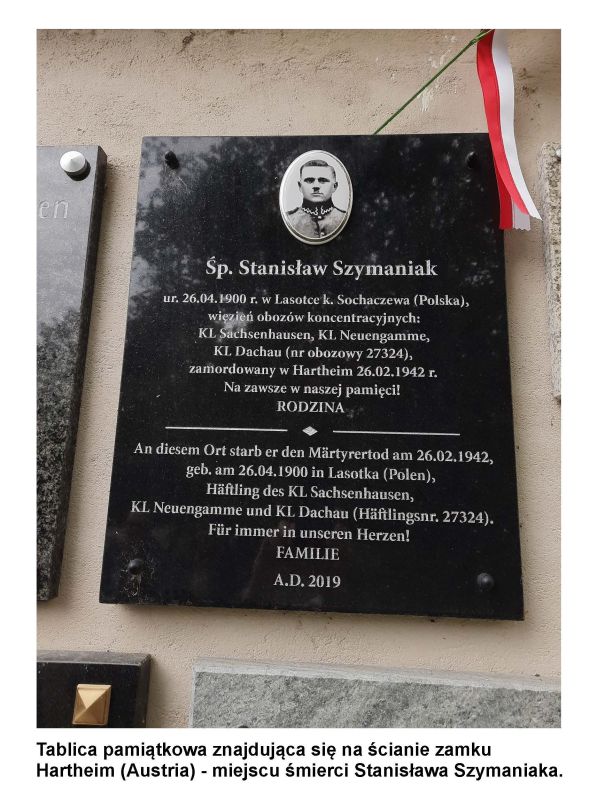 en
Śp. Stanisław Szymaniak
ur. 26.04.1900 r. w Lasotce k. Sochaczewa (Polska),
więzień obozów koncentracyjnych:
KL Sachsenhausen, KL Neuengamme,
KL Dachau (nr obozowy 27324),
zamordowany w Hartheim 26.02.1942 r.
Na zawsze w naszej pamięci!
RODZINA
An diesem Ort starb er den Märtyrertod am 26.02.1942,
geb. am 26.04.1900 in Lasotka (Polen),
Häftling des KL Sachsenhausen,
KL Neuengamme und KL Dachau (Häftlingsnr. 27324).
Für immer in unseren Herzen!
FAMILIE
A.D. 2019
Tablica pamiątkowa znajdująca się na ścianie zamku
Hartheim (Austria) - miejscu śmierci Stanisława Szymaniaka.